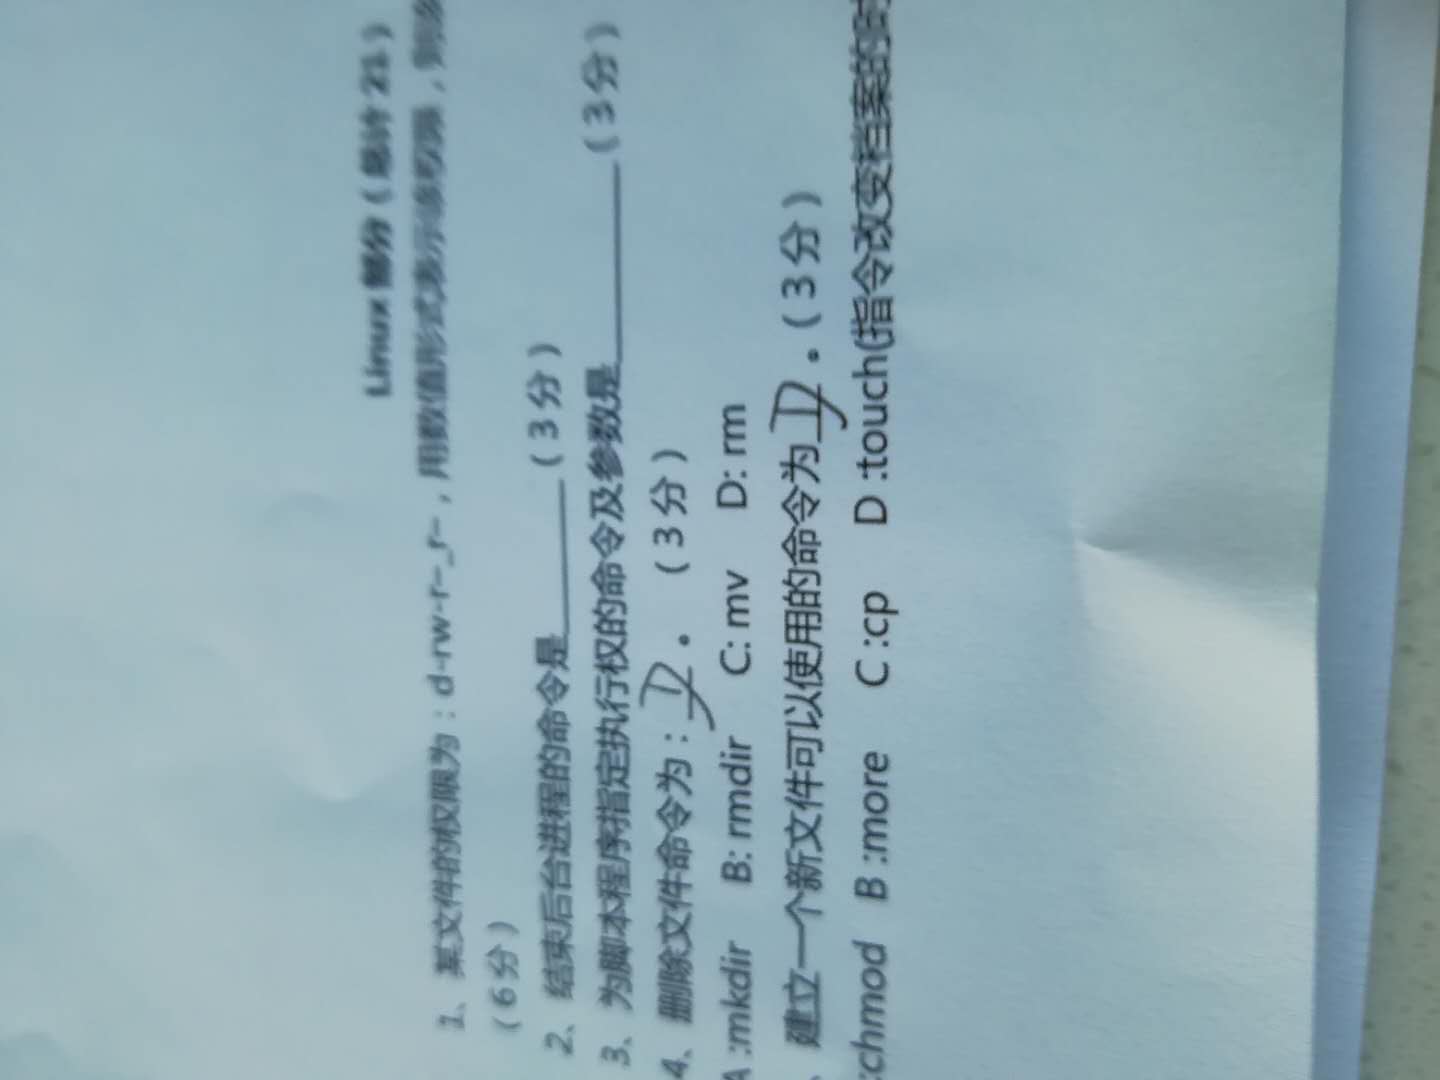 Linux 部分（总计 21）
1、 某文件的权限为：d-rw-r--_r--，用数值形式表示该权限，则
（6分）
2、 结束后台进程的命令是______（3分）
3、 为脚本程序指定执行权的命令及参数是__________（3分）
4、 删除文件命令为：D。（3分）
A :mkdir B: rmdir C: mv D: rm
、 建立一个新文件可以使用的命令为 D。（3分）
:chmod B :more C :cp D :touch(指令改变档案的时